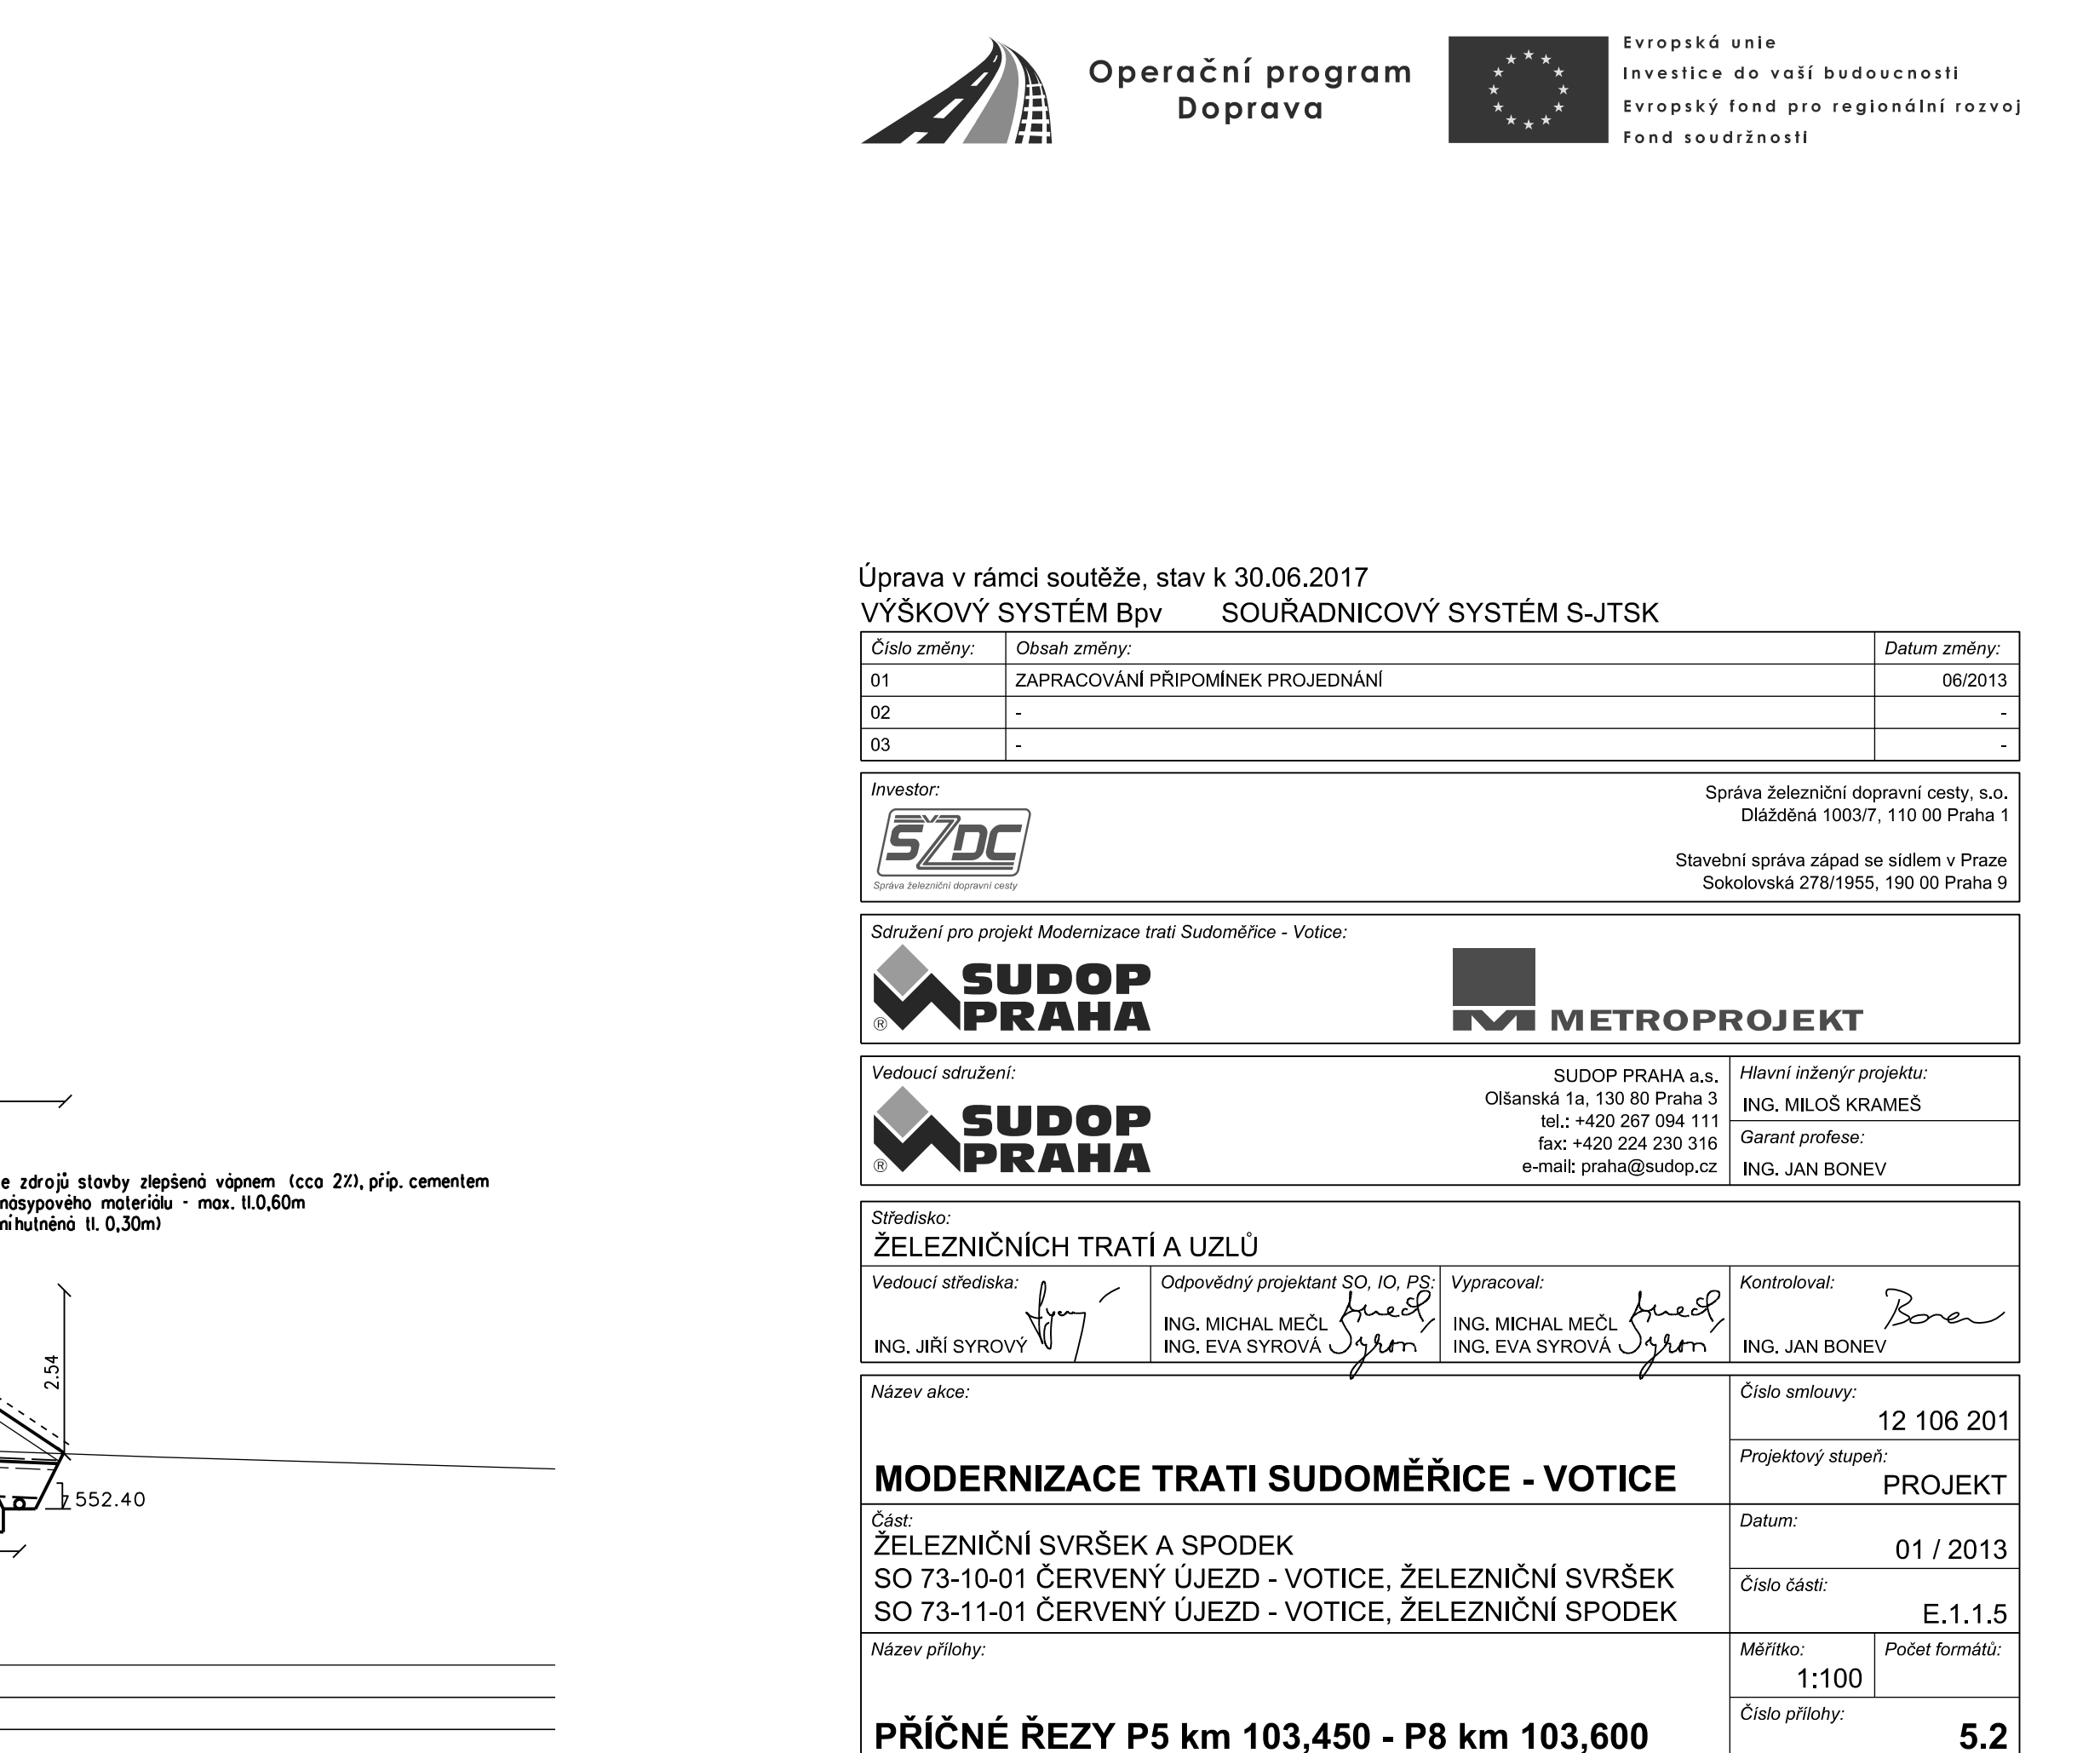 Operační program
Doprava
Evropská unie
Investice do vaší budoucnosti
Evropský fond pro regionální rozvoj
Fond soudržnosti
Úprava v rámci soutěže, stav k 30.06.2017
VÝŠKOVÝ SYSTÉM Bpv SOUŘADNICOVÝ SYSTÉM S-JTSK
Číslo změny: Obsah změny: Datum změny:
01 ZAPRACOVÁNÍ PŘIPOMÍNEK PROJEDNÁNÍ 06/2013
02 - -
03 - -
Investor:
ŠŽDC
Správa železniční dopravní cesty
Správa železniční dopravní cesty, s.o.
Dlážděná 1003/7, 110 00 Praha 1
Stavební správa západ se sídlem v Praze
Sokolovská 278/1955, 190 00 Praha 9
Sdružení pro projekt Modernizace trati Sudoměřice - Votice:
SUDOP
PRAHA
®
METROPROJEKT
Vedoucí sdružení:
SUDOP
PRAHA
®
SUDOP PRAHA a.s.
Olšanská 1a, 130 80 Praha 3
tel.: +420 267 094 111
fax: +420 224 230 316
e-mail: praha@sudop.cz
Hlavní inženýr projektu:
ING. MILOŠ KRAMEŠ
Garant profese:
ING. JAN BONEV
e zdrojů stavby zlepšená vápnem (cca 2%), příp. cementem
násypového materiálu - max. tl.0,60m
ní hutněná tl. 0,30m)
2.54
552.40
Středisko:
ŽELEZNIČNÍCH TRATÍ A UZLŮ
Vedoucí střediska:
ING. JIŘÍ SYROVÝ
Odpovědný projektant SO, IO, PS:
ING. MICHAL MEČL
ING. EVA SYROVÁ
Vypracoval:
ING. MICHAL MEČL
ING. EVA SYROVÁ
Kontroloval:
ING. JAN BONEV
Název akce:
MODERNIZACE TRATI SUDOMĚŘICE - VOTICE
Číslo smlouvy:
12 106 201
Projektový stupeň:
PROJEKT
Část:
ŽELEZNIČNÍ SVRŠEK A SPODEK
SO 73-10-01 ČERVENÝ ÚJEZD - VOTICE, ŽELEZNIČNÍ SVRŠEK
SO 73-11-01 ČERVENÝ ÚJEZD - VOTICE, ŽELEZNIČNÍ SPODEK
Datum:
01 / 2013
Číslo části:
E.1.1.5
Název přílohy:
PŘÍČNÉ ŘEZY P5 km 103,450 - P8 km 103,600
Měřítko:
1:100
Počet formátů:
Číslo přílohy:
5.2